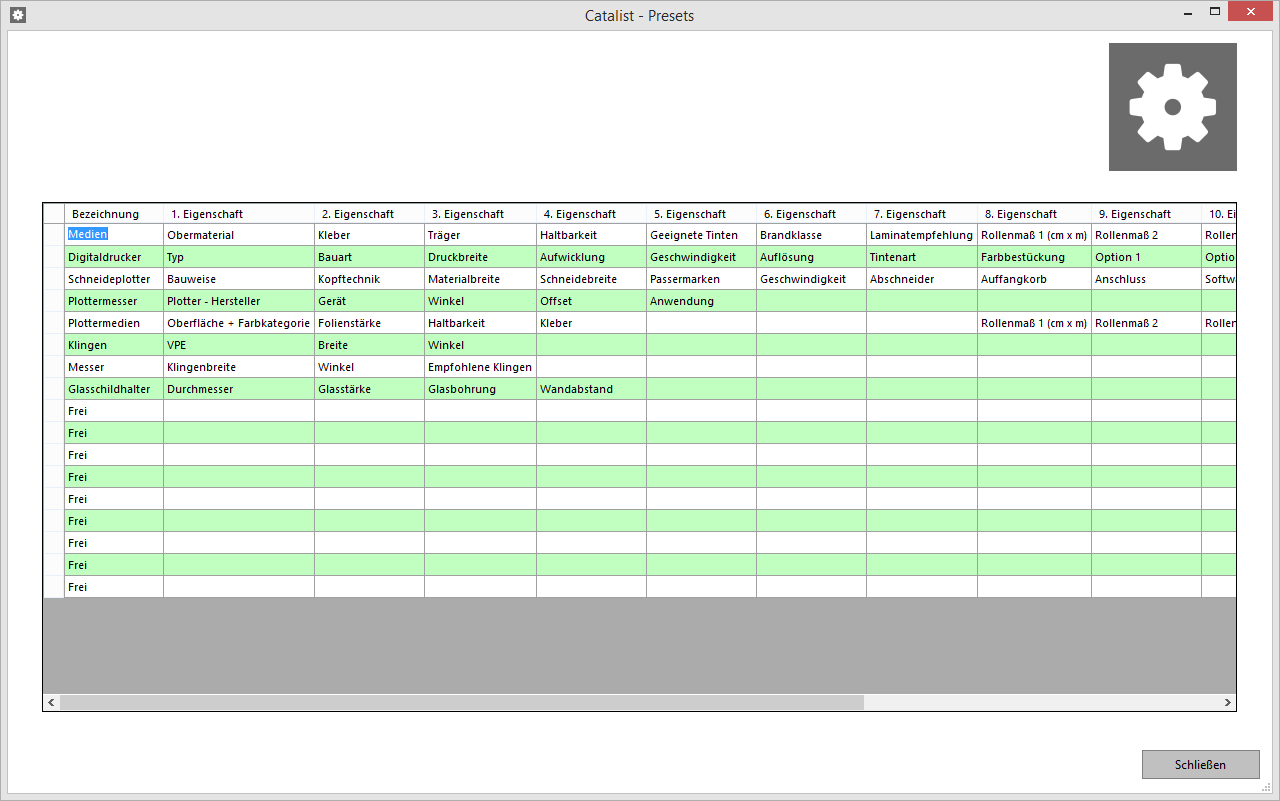 Catalist - Presets
Bezeichnung 1. Eigenschaft 2. Eigenschaft 3. Eigenschaft 4. Eigenschaft 5. Eigenschaft 6. Eigenschaft 7. Eigenschaft 8. Eigenschaft 9. Eigenschaft 10. Ei
Medien Obermaterial Kleber Träger Haltbarkeit Geeignete Tinten Brandklasse Laminatempfehlung Rollenmaß 1 (cm x m) Rollenmaß 2 Rollen
Digitaldrucker Typ Bauart Druckbreite Aufwicklung Geschwindigkeit Auflösung Tintenart Farbbestückung Option 1 Optio
Schneideplotter Bauweise Kopftechnik Materialbreite Schneidebreite Passermarken Geschwindigkeit Abschneider Auffangkorb Anschluss Softw
Plottermesser Plotter - Hersteller Gerät Winkel Offset Anwendung
Plottermedien Oberfläche + Farbkategorie Folienstärke Haltbarkeit Kleber Rollenmaß 1 (cm x m) Rollenmaß 2 Rollen
Klingen VPE Breite Winkel
Messer Klingenbreite Winkel Empfohlene Klingen
Glasschildhalter Durchmesser Glasstärke Glasbohrung Wandabstand
Frei
Frei
Frei
Frei
Frei
Frei
Frei
Frei
Frei
Schließen